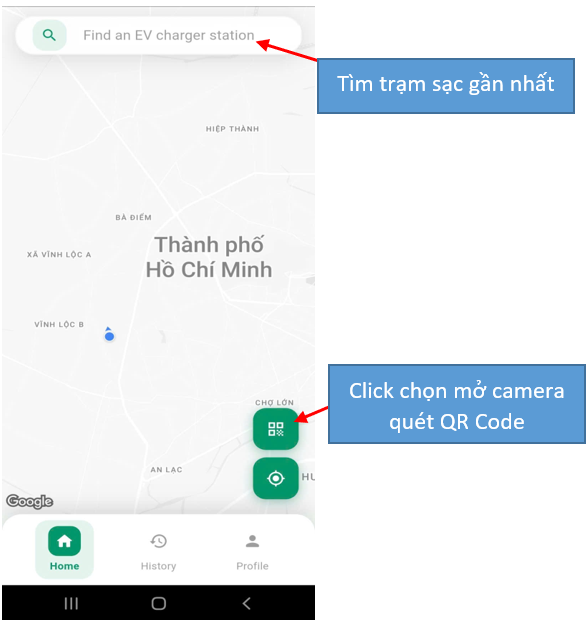 Find an EV charger station
Tìm trạm sạc gần nhất
HIỆP THÀNH
BÀ ĐIỂM
Thành phố
Hồ Chí Minh
XÃ VĨNH LỘC A
VĨNH LỘC B
Click chọn mở camera
quét QR Code
CHỢ LỚN
AN LẠC
HU
Google
Home
History
Profile